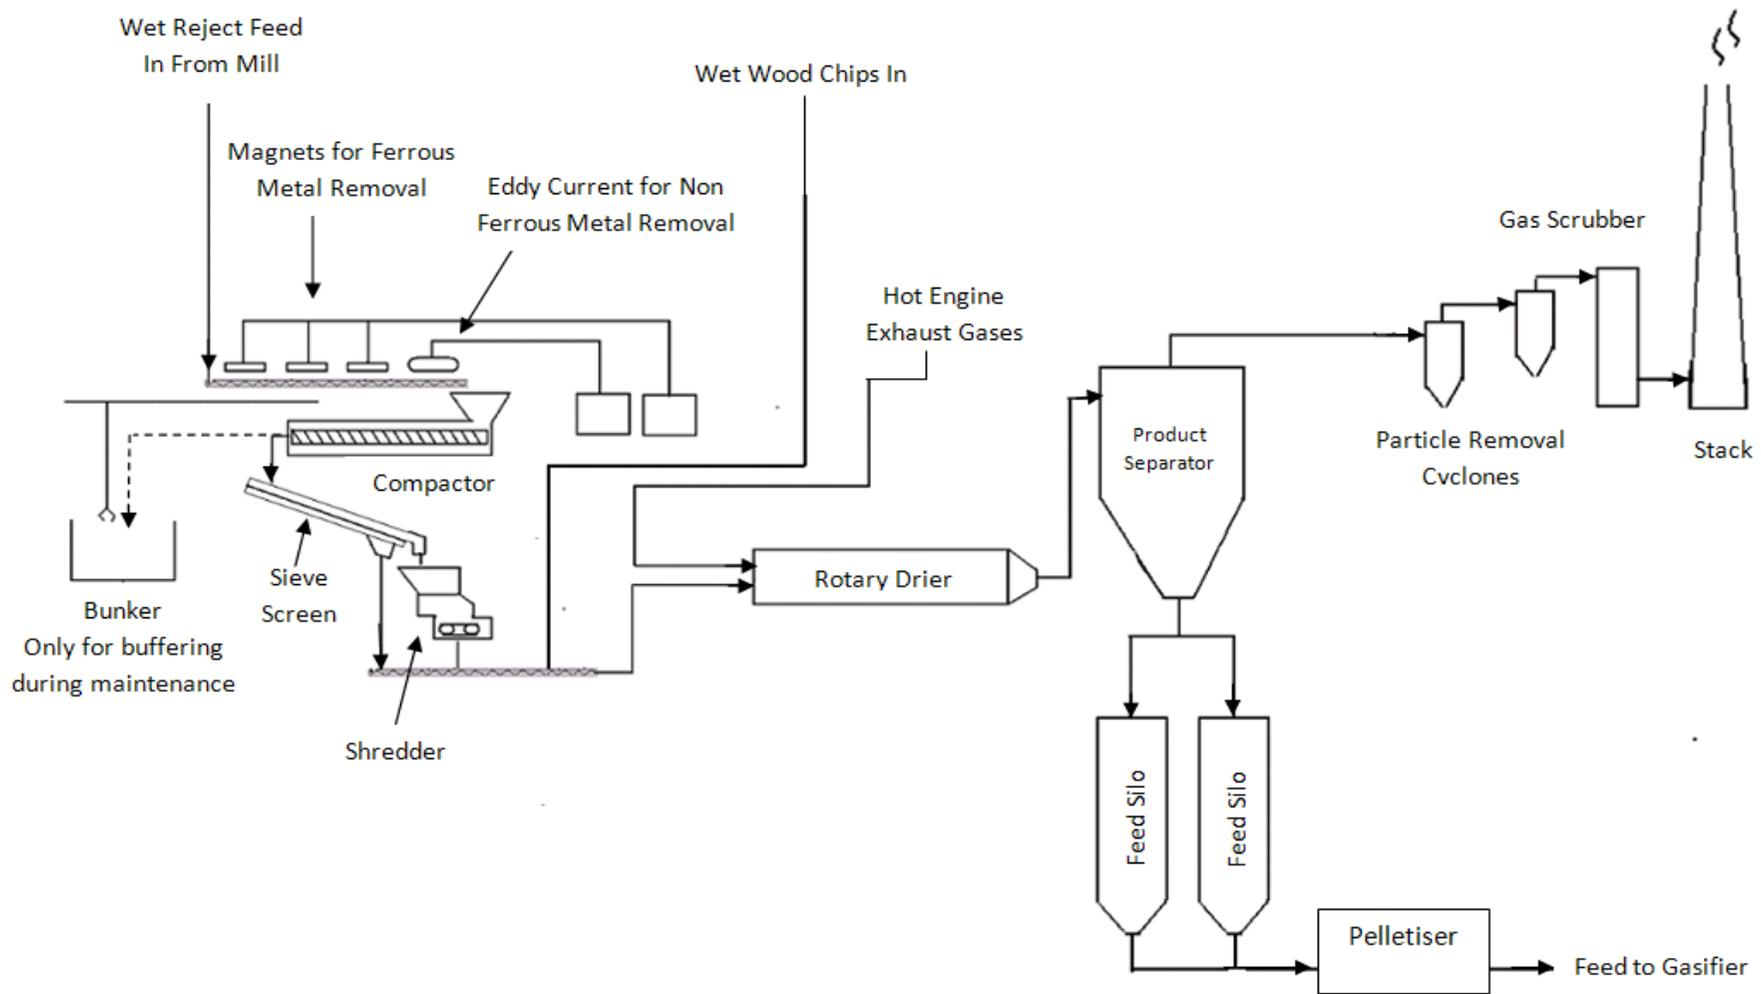 Wet Reject Feed
In From Mill
Wet Wood Chips In
Magnets for Ferrous
Metal Removal
Eddy Current for Non
Ferrous Metal Removal
Gas Scrubber
Hot Engine
Exhaust Gases
Product
Separator
Particle Removal
Cvclones
Stack
Compactor
Sieve
Screen
Rotary Drier
Bunker
Only for buffering
during maintenance
Shredder
Feed Silo
Feed Silo
Pelletiser
Feed to Gasifier